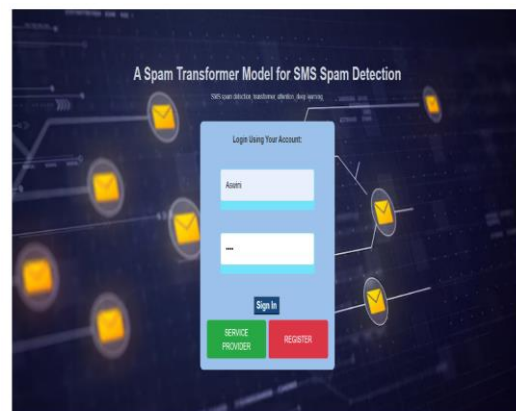 A Spam Transformer Model for SMS Spam Detection
SMS spam detection, transformer, attention, deep learning
Login Using Your Account:
••••
Sign In
SERVICE
PROVIDER
REGISTER